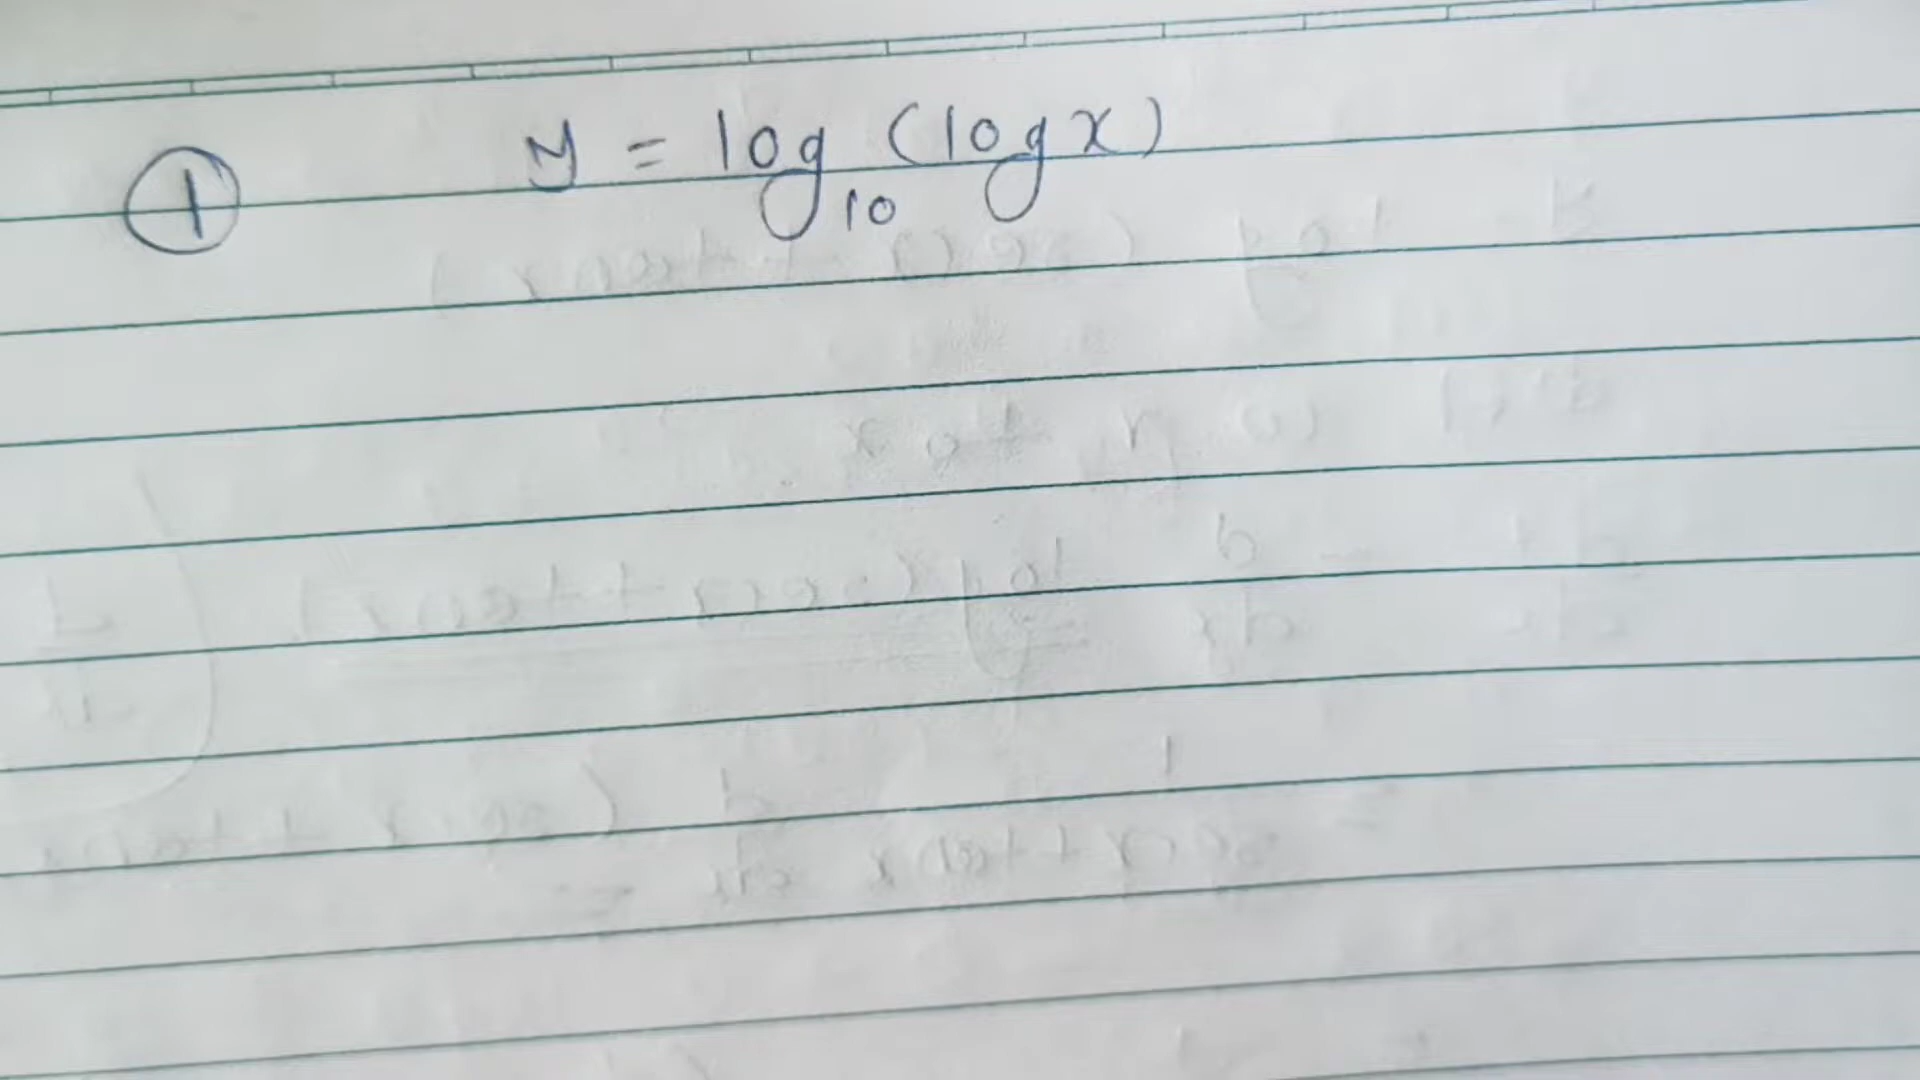 ① y = log₁₀ (log x)